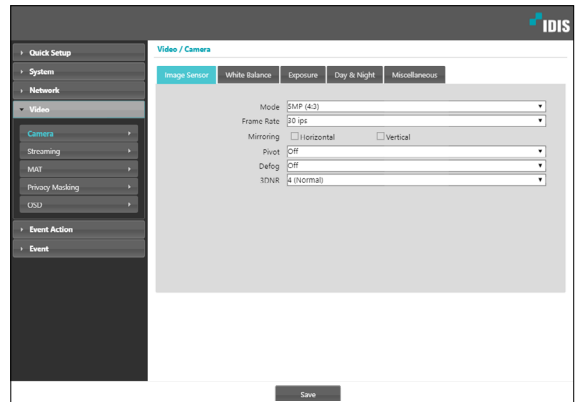 IDIS
Quick Setup
System
Network
Video
Camera
Streaming
MAT
Privacy Masking
OSD
Event Action
Event
Video / Camera
Image Sensor White Balance Exposure Day & Night Miscellaneous
Mode 5MP (4:3)
Frame Rate 30 ips
Mirroring Horizontal Vertical
Pivot Off
Defog Off
3DNR 4 (Normal)
Save